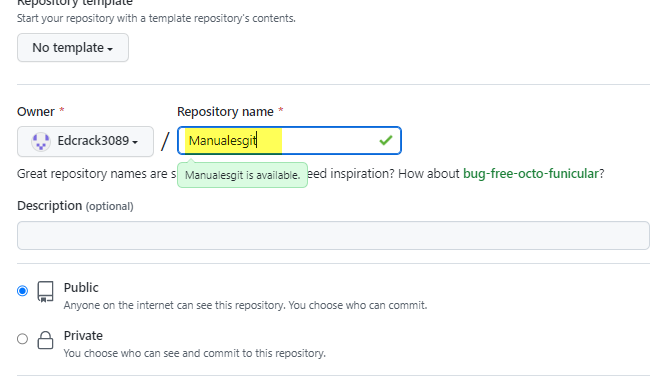 Repository template
Start your repository with a template repository's contents.
No template
Owner * Repository name *
Edcrack3089 / Manualesgit
Great repository names are s eed inspiration? How about bug-free-octo-funicular?
Manualesgit is available.
Description (optional)
Public
Anyone on the internet can see this repository. You choose who can commit.
Private
You choose who can see and commit to this repository.